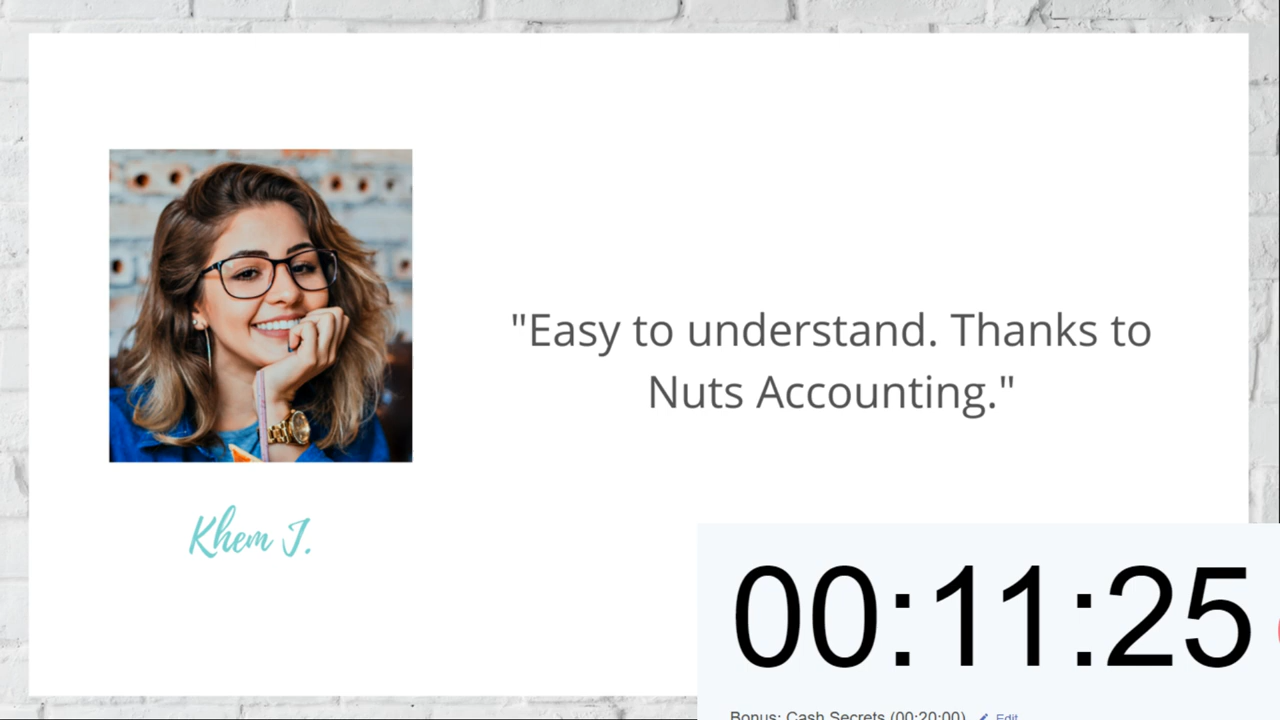 "Easy to understand. Thanks to
Nuts Accounting."
Khem J.
00:11:25
Bonus: Cash Secrets (00:20:00) Edit